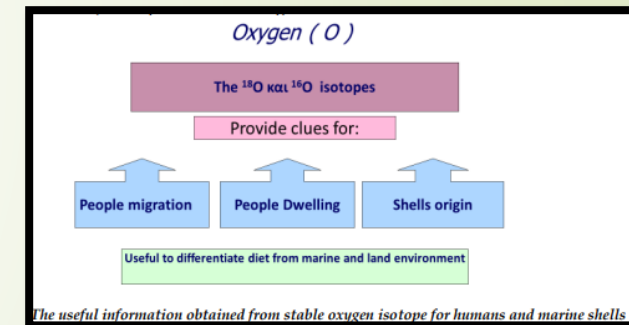 Oxygen ( O )
The ¹⁸O και ¹⁶O isotopes
Provide clues for:
People migration
People Dwelling
Shells origin
Useful to differentiate diet from marine and land environment
The useful information obtained from stable oxygen isotope for humans and marine shells